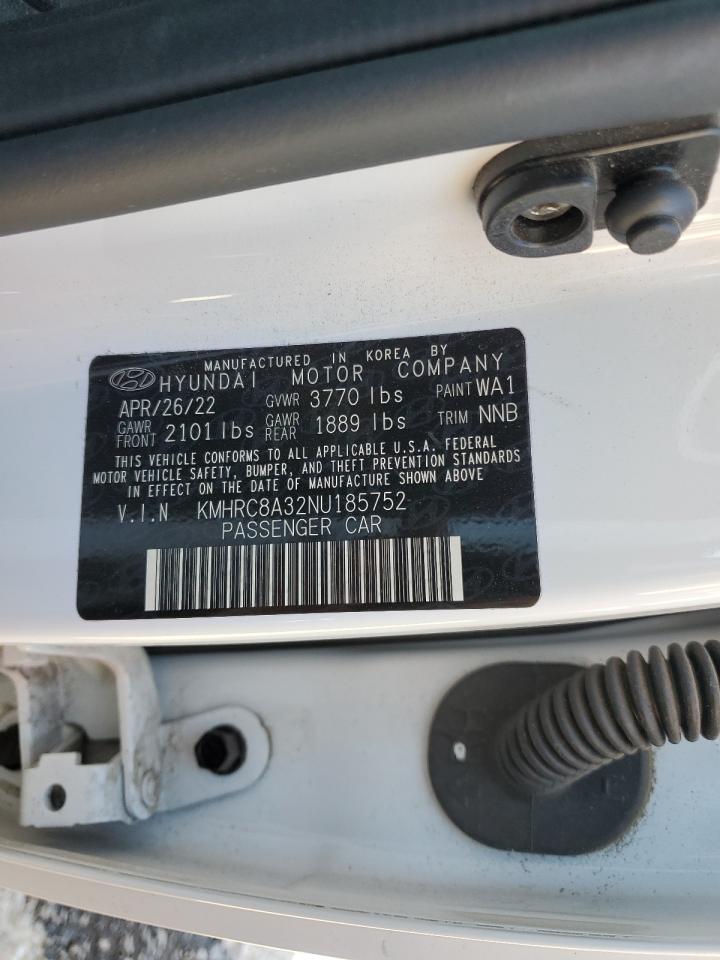 MANUFACTURED IN KOREA BY
HYUNDAI MOTOR COMPANY
APR/26/22 GVWR 3770 lbs PAINT WA1
GAWR FRONT 2101 lbs GAWR REAR 1889 lbs TRIM NNB
THIS VEHICLE CONFORMS TO ALL APPLICABLE U.S.A. FEDERAL
MOTOR VEHICLE SAFETY, BUMPER, AND THEFT PREVENTION STANDARDS
IN EFFECT ON THE DATE OF MANUFACTURE SHOWN ABOVE
V.I.N KMHRC8A32NU185752
PASSENGER CAR